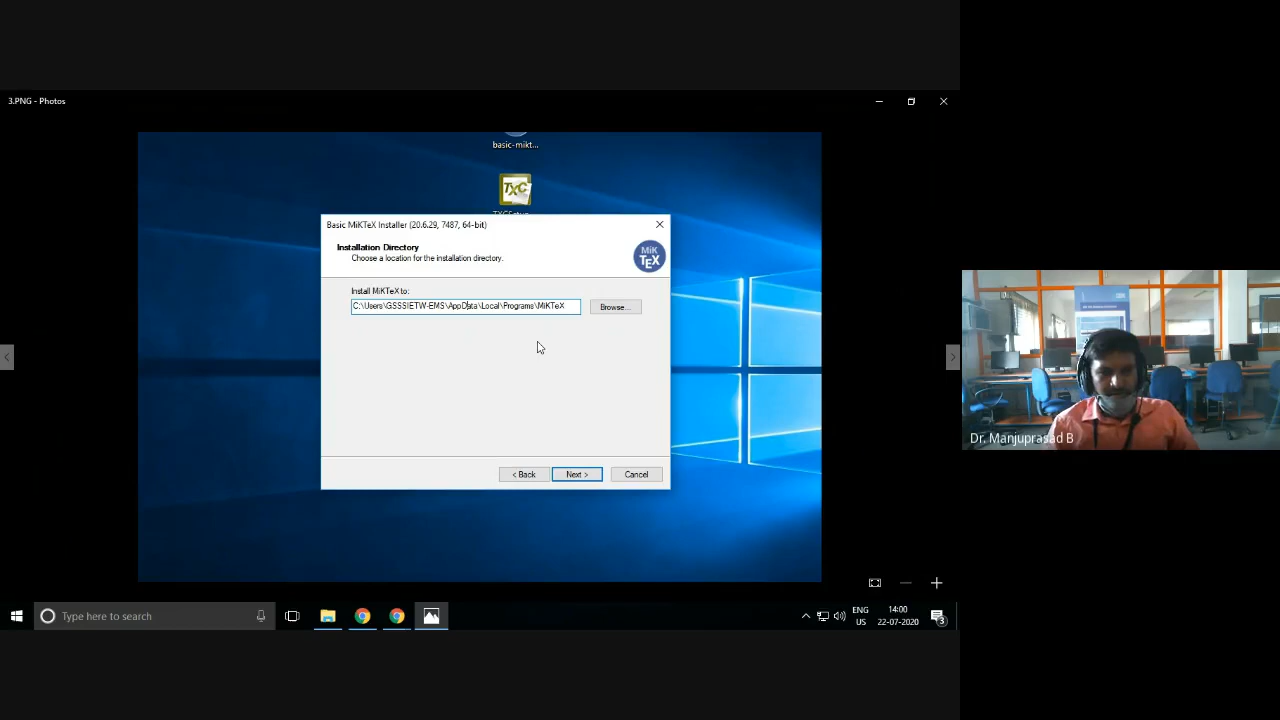 3.PNG - Photos
basic-mikt...
TXC
Basic MiKTeX Installer (20.6.29, 7487, 64-bit)
Installation Directory
Choose a location for the installation directory.
MiK
TEX
Install MiKTeX to:
C:\Users\GSSSIETW-EMS\AppData\Local\Programs\MiKTeX
Browse...
< Back
Next >
Cancel
Dr. Manjuprasad B
Type here to search
ENG
US
14:00
22-07-2020
3